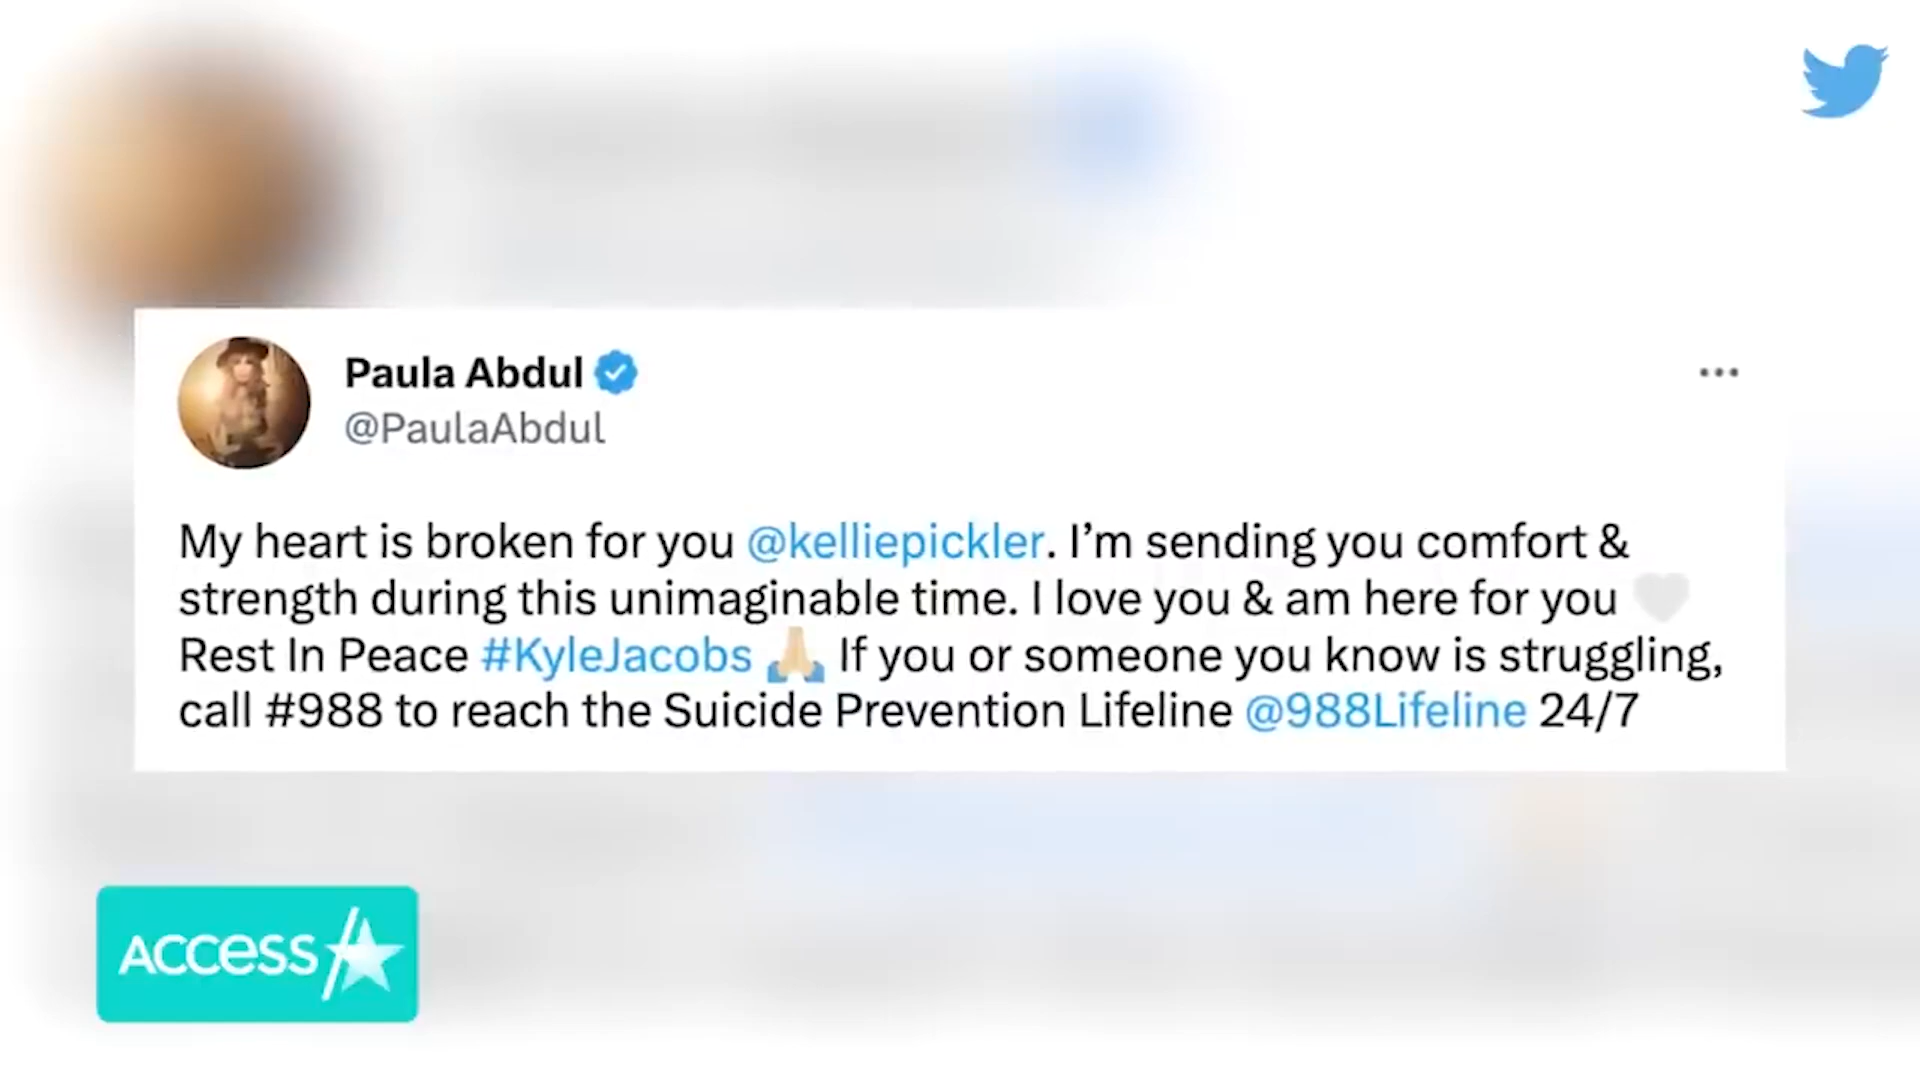 Paula Abdul
@PaulaAbdul
My heart is broken for you @kelliepickler. I’m sending you comfort &
strength during this unimaginable time. I love you & am here for you 🤍
Rest In Peace #KyleJacobs 🙏🏼 If you or someone you know is struggling,
call #988 to reach the Suicide Prevention Lifeline @988Lifeline 24/7
ACCESS